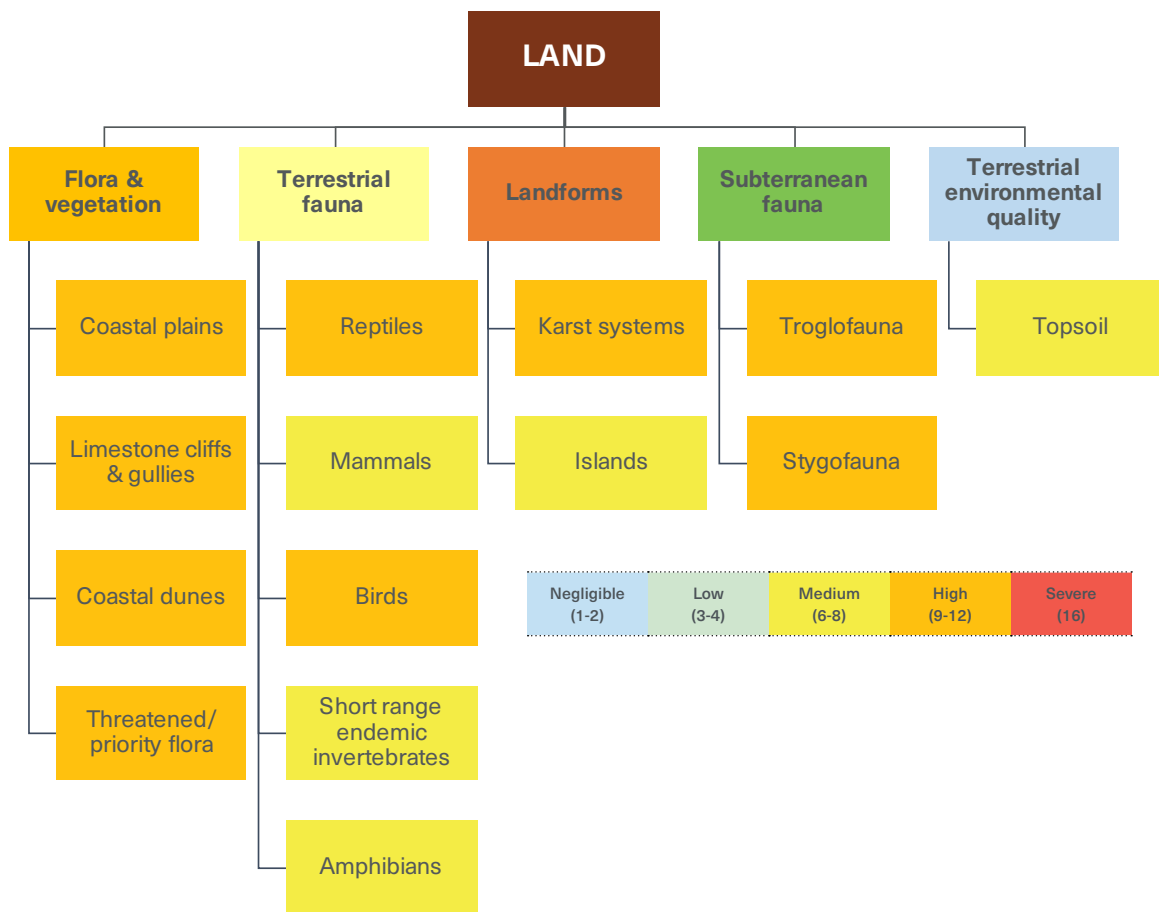 LAND
Flora &
vegetation
Terrestrial
fauna
Landforms
Subterranean
fauna
Terrestrial
environmental
quality
Coastal plains
Reptiles
Karst systems
Troglofauna
Topsoil
Limestone cliffs
& gullies
Mammals
Islands
Stygofauna
Coastal dunes
Birds
Negligible
(1-2)
Low
(3-4)
Medium
(6-8)
High
(9-12)
Severe
(16)
Threatened/
priority flora
Short range
endemic
invertebrates
Amphibians